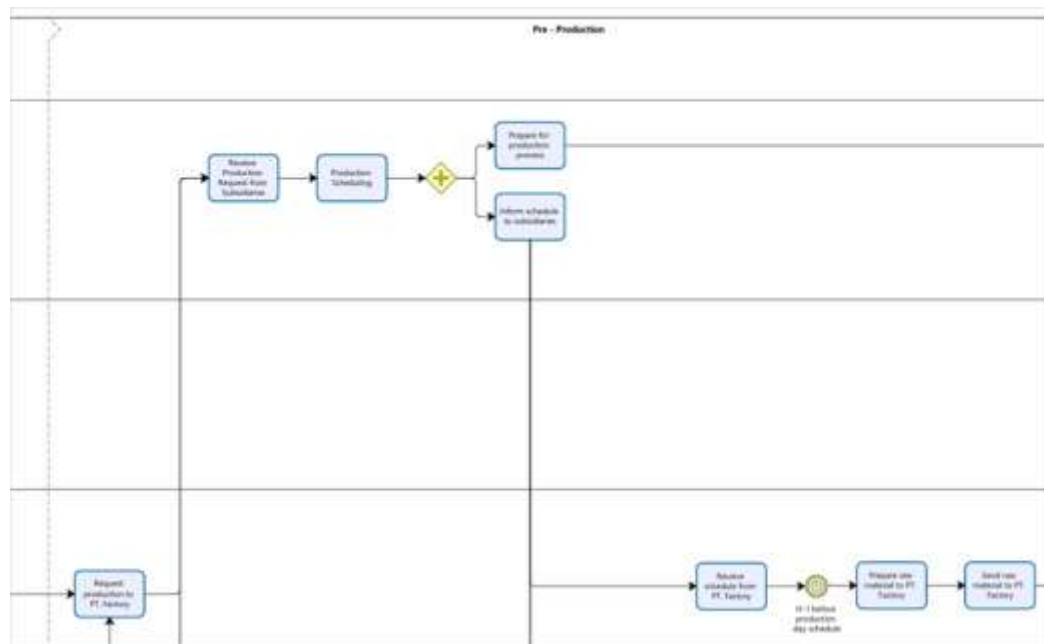 Pre - Production
Prepare for
production
process
Receive
Production
Request from
Subsidiaries
Production
Scheduling
Inform schedule
to subsidiaries
Request
production to
PT. Factory
Receive
schedule from
PT. Factory
H-1 before
production
day schedule
Prepare raw
material to PT.
Factory
Send raw
material to PT.
Factory